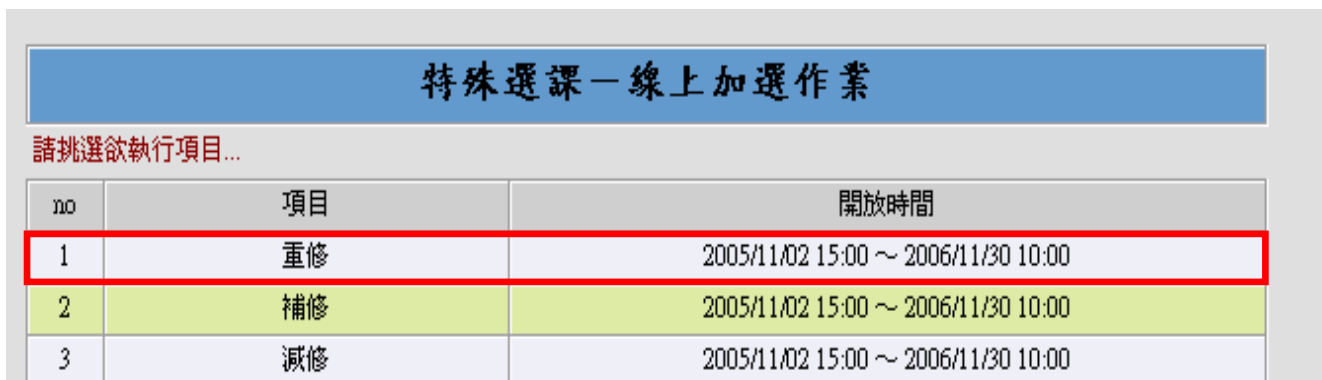 特殊選課－線上加選作業
請挑選欲執行項目...
no 項目 開放時間
1 重修 2005/11/02 15:00 ～ 2006/11/30 10:00
2 補修 2005/11/02 15:00 ～ 2006/11/30 10:00
3 減修 2005/11/02 15:00 ～ 2006/11/30 10:00